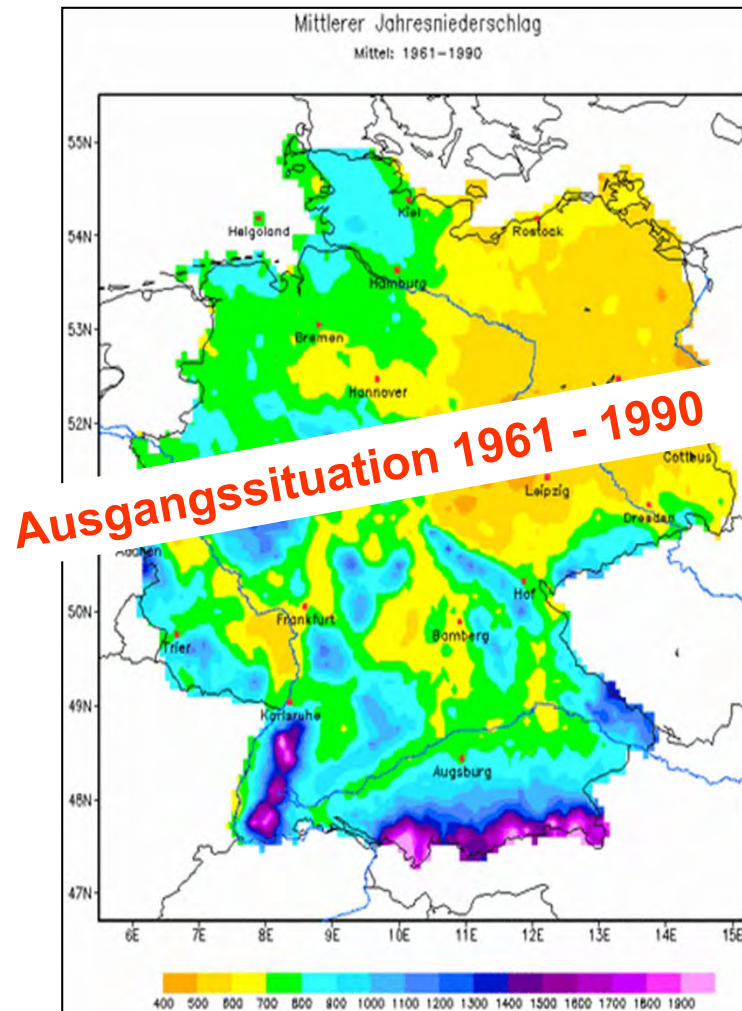 Mittlerer Jahresniederschlag
Mittel: 1961–1990
55N
54N
53N
52N
50N
49N
48N
47N
Helgoland
Kiel
Rostock
Hamburg
Bremen
Hannover
Ausgangssituation 1961 - 1990
Cottbus
Leipzig
Dresden
Aachen
Hof
Frankfurt
Bamberg
Trier
Karlsruhe
Augsburg
6E 7E 8E 9E 10E 11E 12E 13E 14E 15E
400 500 600 700 800 900 1000 1100 1200 1300 1400 1500 1600 1700 1800 1900